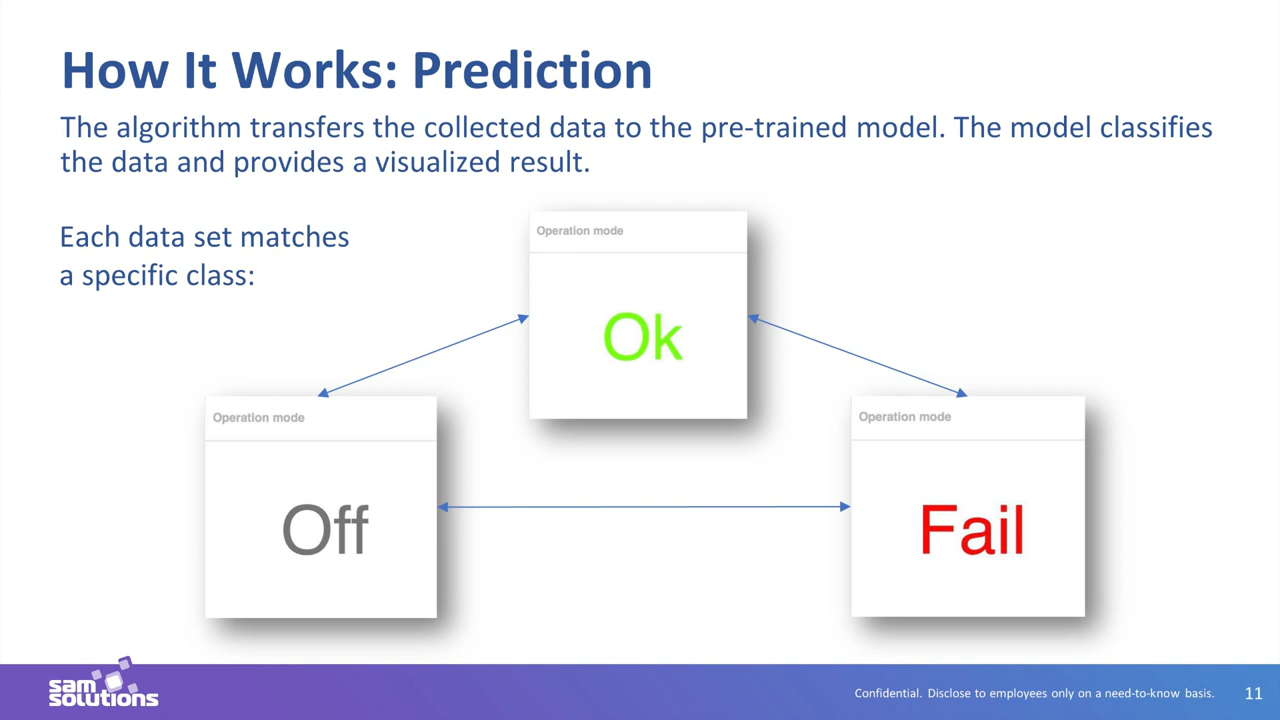 How It Works: Prediction
The algorithm transfers the collected data to the pre-trained model. The model classifies
the data and provides a visualized result.
Each data set matches
a specific class:
Operation mode
Ok
Operation mode
Off
Operation mode
Fail
sam
solutions
Confidential. Disclose to employees only on a need-to-know basis.
11